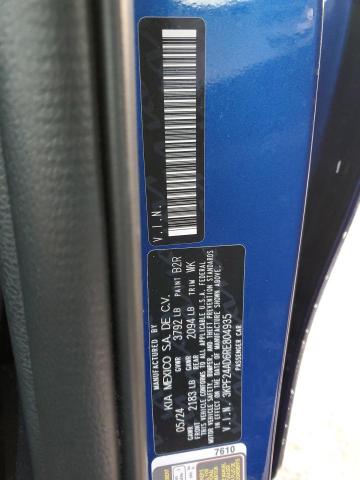 V.I.N.
MANUFACTURED BY
KIA MEXICO S.A. DE C.V.
05/24 GVWR 3792 LB PAINT B2R
GAWR FRONT 2183 LB GAWR REAR 2094 LB TRIM WK
THIS VEHICLE CONFORMS TO ALL APPLICABLE U.S.A. FEDERAL
MOTOR VEHICLE SAFETY, BUMPER, AND THEFT PREVENTION STANDARDS
IN EFFECT ON THE DATE OF MANUFACTURE SHOWN ABOVE.
V.I.N. 3KPF24AD6RE804935
PASSENGER CAR
7610